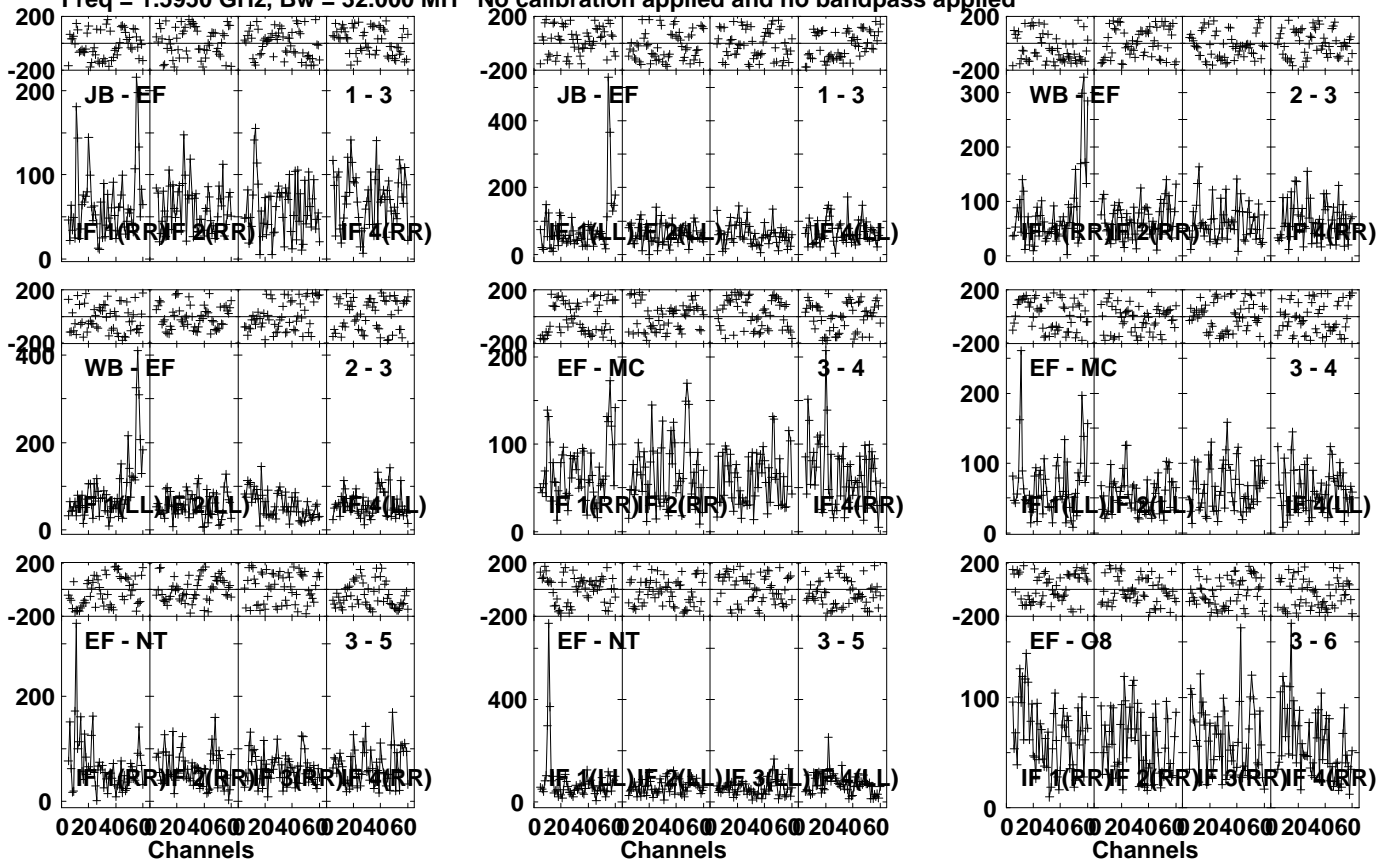 Freq = 1.5950 GHz, Bw = 32.000 MH No calibration applied and no bandpass applied
200
-200
200
100
0
JB - EF 1 - 3
IF 1(RR) IF 2(RR) IF 4(RR)
200
-200
400
200
0
JB - EF 1 - 3
IF 1(LL) IF 2(LL) IF 4(LL)
200
-200
300
200
100
0
WB - EF 2 - 3
IF 1(RR) IF 2(RR) IF 4(RR)
200
-200
400
200
0
WB - EF 2 - 3
IF 1(LL) IF 2(LL) IF 4(LL)
200
-200
200
100
0
EF - MC 3 - 4
IF 1(RR) IF 2(RR) IF 4(RR)
200
-200
200
100
0
EF - MC 3 - 4
IF 1(LL) IF 2(LL) IF 4(LL)
200
-200
200
0
EF - NT 3 - 5
IF 1(RR) IF 2(RR) IF 3(RR) IF 4(RR)
0 20 40 60 0 20 40 60 0 20 40 60 0 20 40 60
Channels
200
-200
400
0
EF - NT 3 - 5
IF 1(LL) IF 2(LL) IF 3(LL) IF 4(LL)
0 20 40 60 0 20 40 60 0 20 40 60 0 20 40 60
Channels
200
-200
100
0
EF - O8 3 - 6
IF 1(RR) IF 2(RR) IF 3(RR) IF 4(RR)
0 20 40 60 0 20 40 60 0 20 40 60 0 20 40 60
Channels